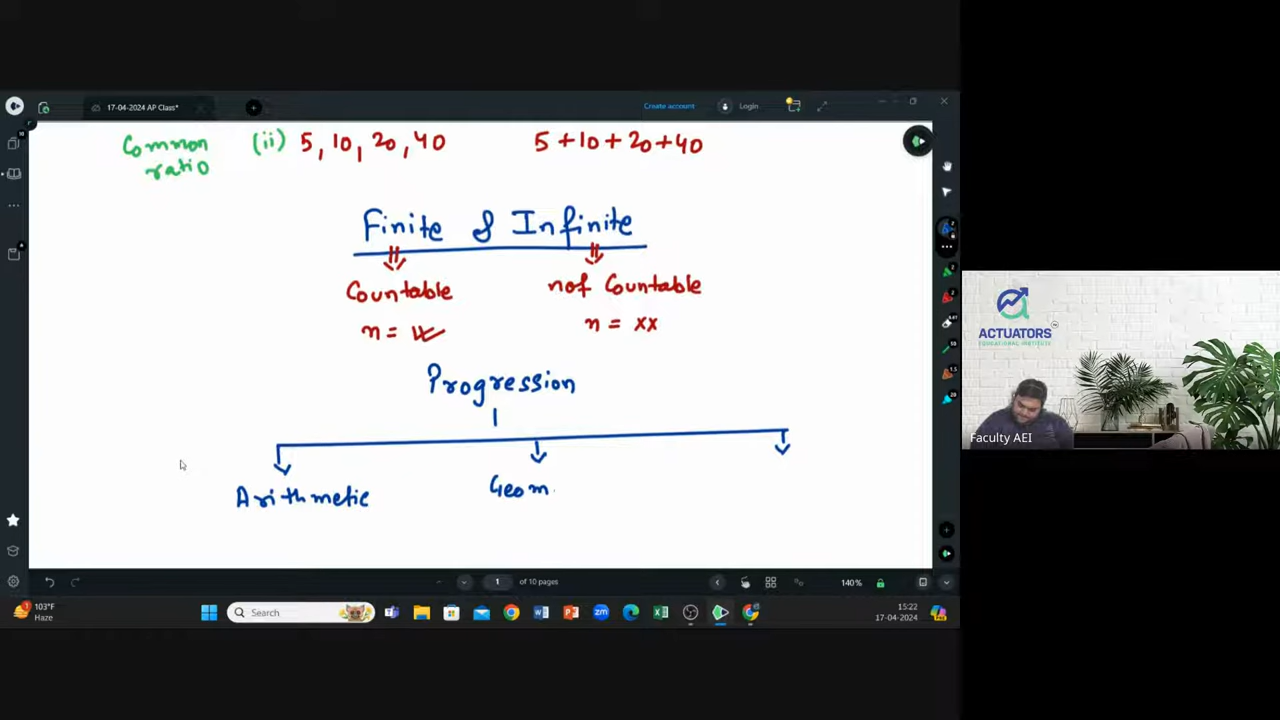 17-04-2024 AP Class*
Create account
Login
Common
ratio
(ii) 5, 10, 20, 40
5+10+20+40
Finite & Infinite
Countable
not Countable
n =
n = xx
Progression
Arithmetic
Geom
ACTUATORS
EDUCATIONAL INSTITUTE
Faculty AEI
1
of 10 pages
140%
103°F
Haze
Search
15:22
17-04-2024